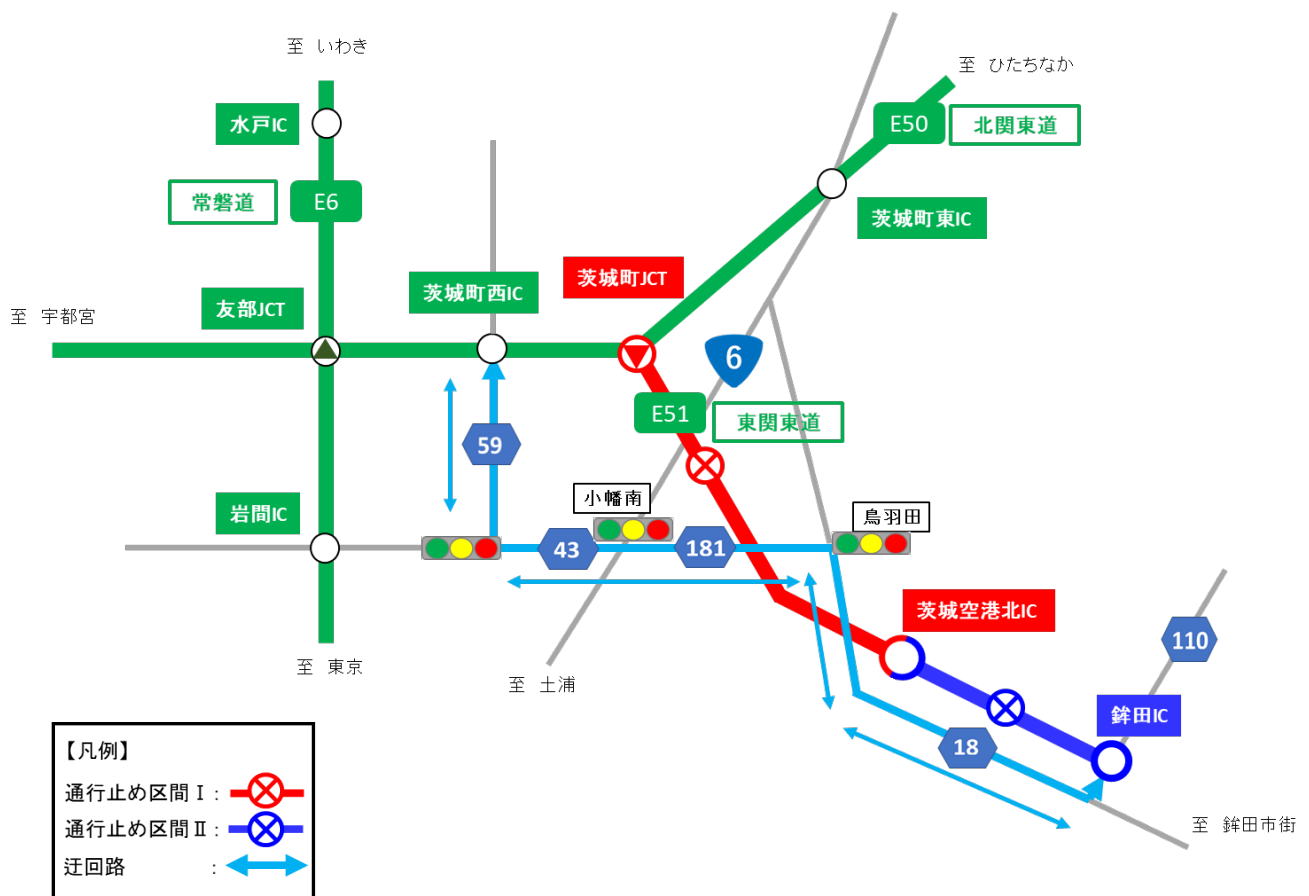 至 いわき
至 ひたちなか
水戸IC
E50
北関東道
常磐道
E6
茨城町東IC
茨城町JCT
茨城町西IC
友部JCT
至 宇都宮
6
E51
東関東道
59
小幡南
鳥羽田
岩間IC
43
181
茨城空港北IC
110
至 東京
至 土浦
鉾田IC
18
至 鉾田市街
【凡例】
通行止め区間Ⅰ:
通行止め区間Ⅱ:
迂回路 :